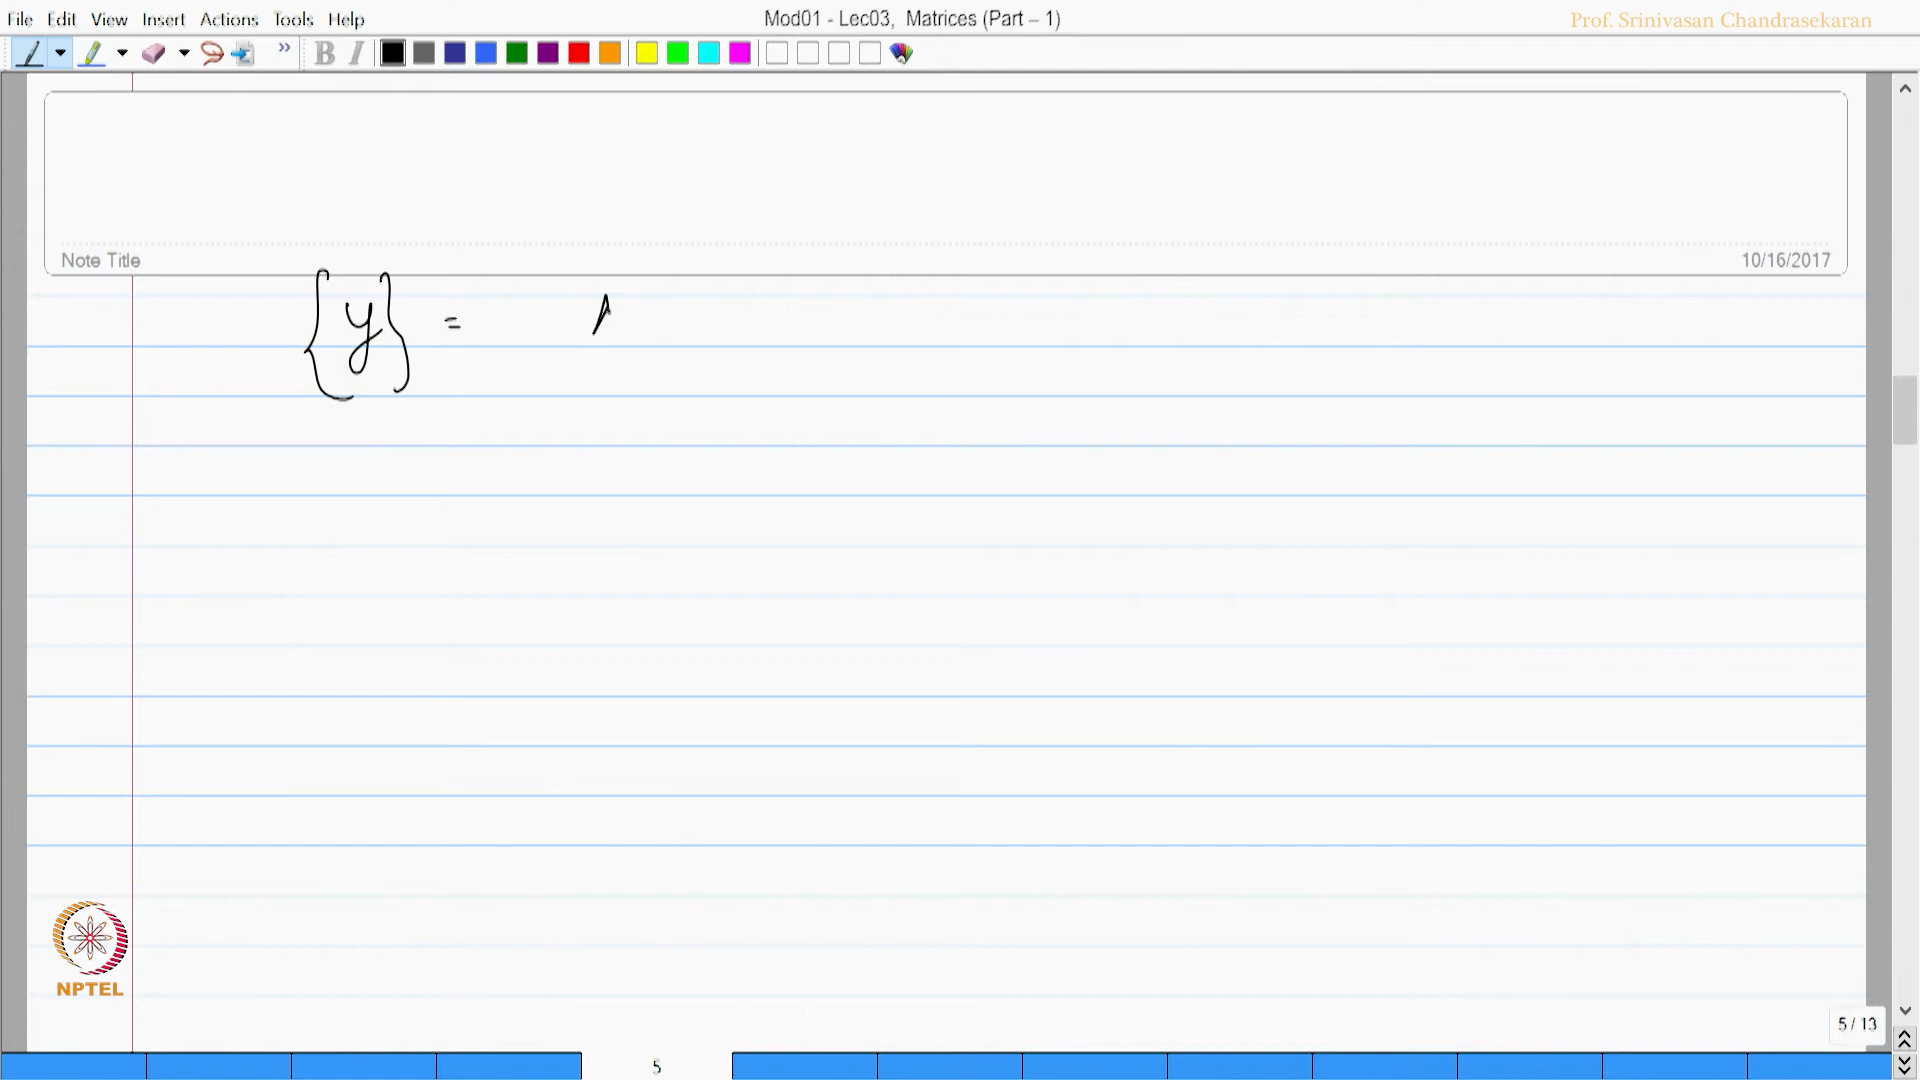 File Edit View Insert Actions Tools Help
Mod01 - Lec03, Matrices (Part – 1)
Prof. Srinivasan Chandrasekaran
B I
Note Title
10/16/2017
{y} =
NPTEL
5 / 13
5